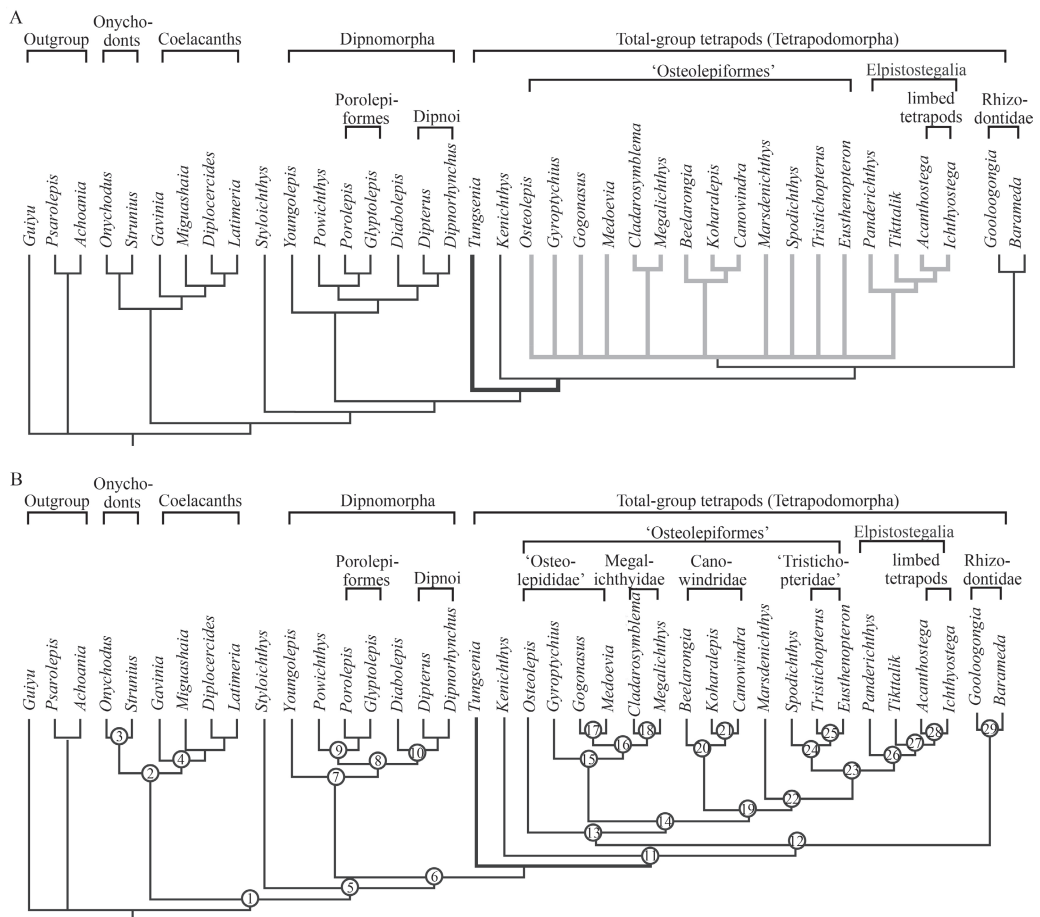 A
Outgroup
Onycho-
donts
Coelacanths
Dipnomorpha
Total-group tetrapods (Tetrapodomorpha)
'Osteolepiformes'
Elpistostegalia
Porolepi-
formes
Dipnoi
limbed
tetrapods
Rhizo-
dontidae
Guiyu
Psarolepis
Achoania
Onychodus
Strunius
Gavinia
Miguashaia
Diplocercides
Latimeria
Styloichthys
Youngolepis
Powichthys
Porolepis
Glyptolepis
Diabolepis
Dipterus
Dipnorhynchus
Tungsenia
Kenichthys
Osteolepis
Gyroptychius
Gogonasus
Medoevia
Cladarosymblema
Megalichthys
Beelarongia
Koharalepis
Canowindra
Marsdenichthys
Spodichthys
Tristichopterus
Eusthenopteron
Panderichthys
Tiktaalik
Acanthostega
Ichthyostega
Gooloogongia
Barameda
B
Outgroup
Onycho-
donts
Coelacanths
Dipnomorpha
Total-group tetrapods (Tetrapodomorpha)
'Osteolepiformes'
Elpistostegalia
Porolepi-
formes
Dipnoi
'Osteo-
lepididae'
Megal-
ichthyidae
Cano-
windridae
'Tristicho-
pteridae'
limbed
tetrapods
Rhizo-
dontidae
Guiyu
Psarolepis
Achoania
Onychodus
Strunius
Gavinia
Miguashaia
Diplocercides
Latimeria
Styloichthys
Youngolepis
Powichthys
Porolepis
Glyptolepis
Diabolepis
Dipterus
Dipnorhynchus
Tungsenia
Kenichthys
Osteolepis
Gyroptychius
Gogonasus
Medoevia
Cladarosymblema
Megalichthys
Beelarongia
Koharalepis
Canowindra
Marsdenichthys
Spodichthys
Tristichopterus
Eusthenopteron
Panderichthys
Tiktaalik
Acanthostega
Ichthyostega
Gooloogongia
Barameda
3
17
18
21
25
28
29
9
4
10
16
20
24
27
2
7
8
15
26
23
22
19
14
13
12
11
6
5
1